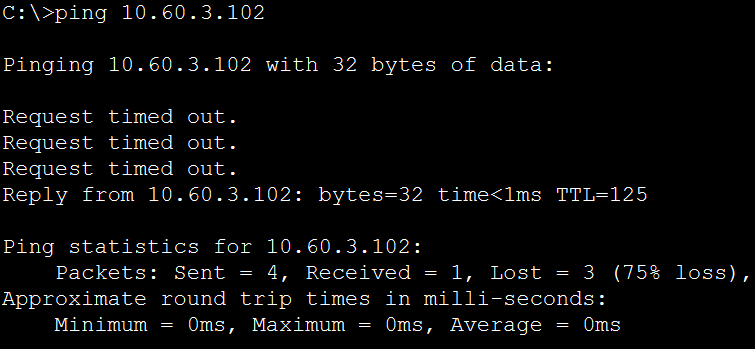 C:\>ping 10.60.3.102
Pinging 10.60.3.102 with 32 bytes of data:
Request timed out.
Request timed out.
Request timed out.
Reply from 10.60.3.102: bytes=32 time<1ms TTL=125
Ping statistics for 10.60.3.102:
    Packets: Sent = 4, Received = 1, Lost = 3 (75% loss),
Approximate round trip times in milli-seconds:
    Minimum = 0ms, Maximum = 0ms, Average = 0ms